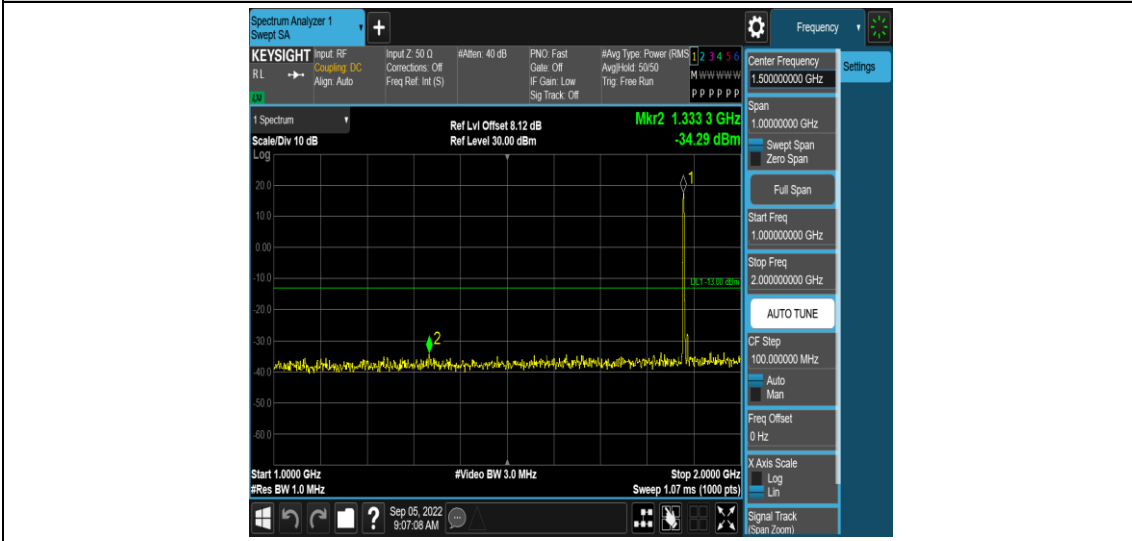 Spectrum Analyzer 1
Swept SA
+
Frequency
KEYSIGHT
RL
LXI
Input: RF
Coupling: DC
Align: Auto
Input Z: 50 Ω
Corrections: Off
Freq Ref: Int (S)
#Atten: 40 dB
PNO: Fast
Gate: Off
IF Gain: Low
Sig Track: Off
#Avg Type: Power (RMS
Avg|Hold: 50/50
Trig: Free Run
1 2 3 4 5 6
M W W W W W
P P P P P P
1 Spectrum
Scale/Div 10 dB
Log
Ref Lvl Offset 8.12 dB
Ref Level 30.00 dBm
Mkr2 1.333 3 GHz
-34.29 dBm
1
20.0
10.0
0.00
-10.0
DL1 -13.00 dBm
-20.0
-30.0
2
-40.0
-50.0
-60.0
Start 1.0000 GHz
#Res BW 1.0 MHz
#Video BW 3.0 MHz
Stop 2.0000 GHz
Sweep 1.07 ms (1000 pts)
?
Sep 05, 2022
9:07:08 AM
Center Frequency
1.500000000 GHz
Settings
Span
1.00000000 GHz
Swept Span
Zero Span
Full Span
Start Freq
1.000000000 GHz
Stop Freq
2.000000000 GHz
AUTO TUNE
CF Step
100.000000 MHz
Auto
Man
Freq Offset
0 Hz
X Axis Scale
Log
Lin
Signal Track
(Span Zoom)